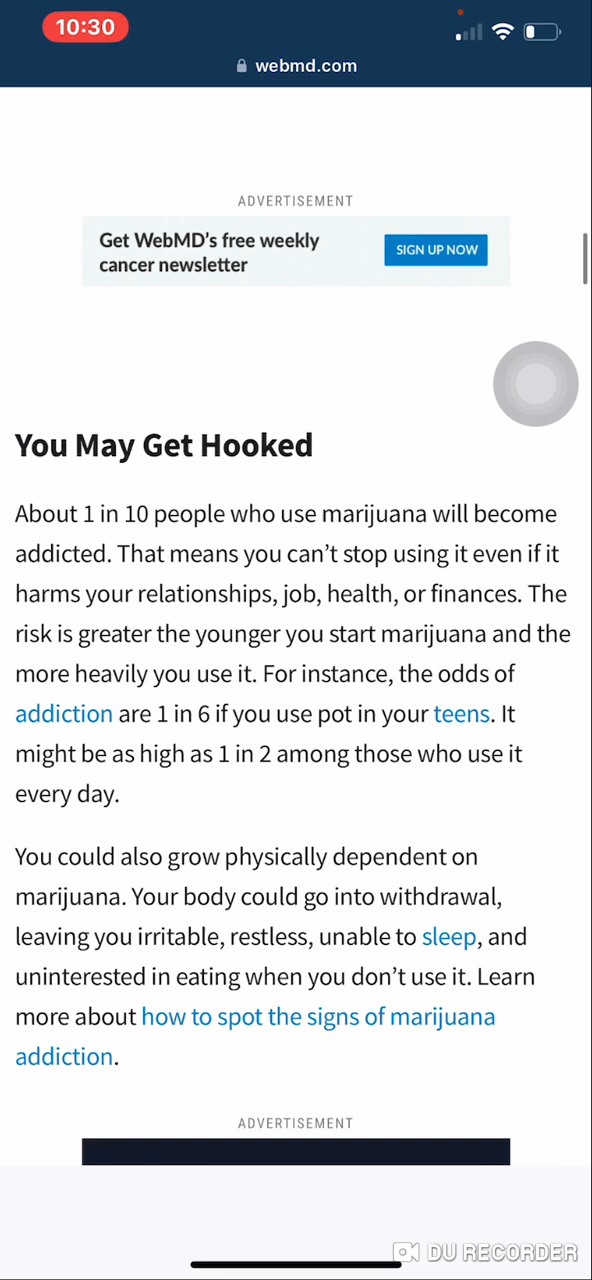 10:30
webmd.com
ADVERTISEMENT
Get WebMD's free weekly
cancer newsletter
SIGN UP NOW
You May Get Hooked
About 1 in 10 people who use marijuana will become
addicted. That means you can't stop using it even if it
harms your relationships, job, health, or finances. The
risk is greater the younger you start marijuana and the
more heavily you use it. For instance, the odds of
addiction are 1 in 6 if you use pot in your teens. It
might be as high as 1 in 2 among those who use it
every day.
You could also grow physically dependent on
marijuana. Your body could go into withdrawal,
leaving you irritable, restless, unable to sleep, and
uninterested in eating when you don't use it. Learn
more about how to spot the signs of marijuana
addiction.
ADVERTISEMENT
DU RECORDER